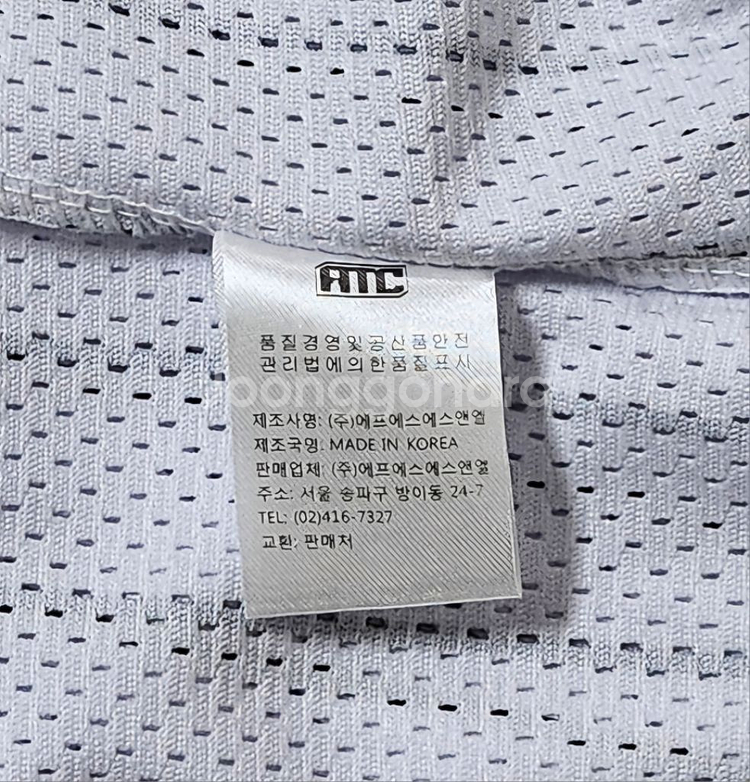 AMC
품질경영및공산품안전
관리법에의한품질표시
제조사명: (주)에프에스에스앤엘
제조국명: MADE IN KOREA
판매업체: (주)에프에스에스앤엘
주소: 서울 송파구 방이동 24-7
TEL: (02)416-7327
교환: 판매처